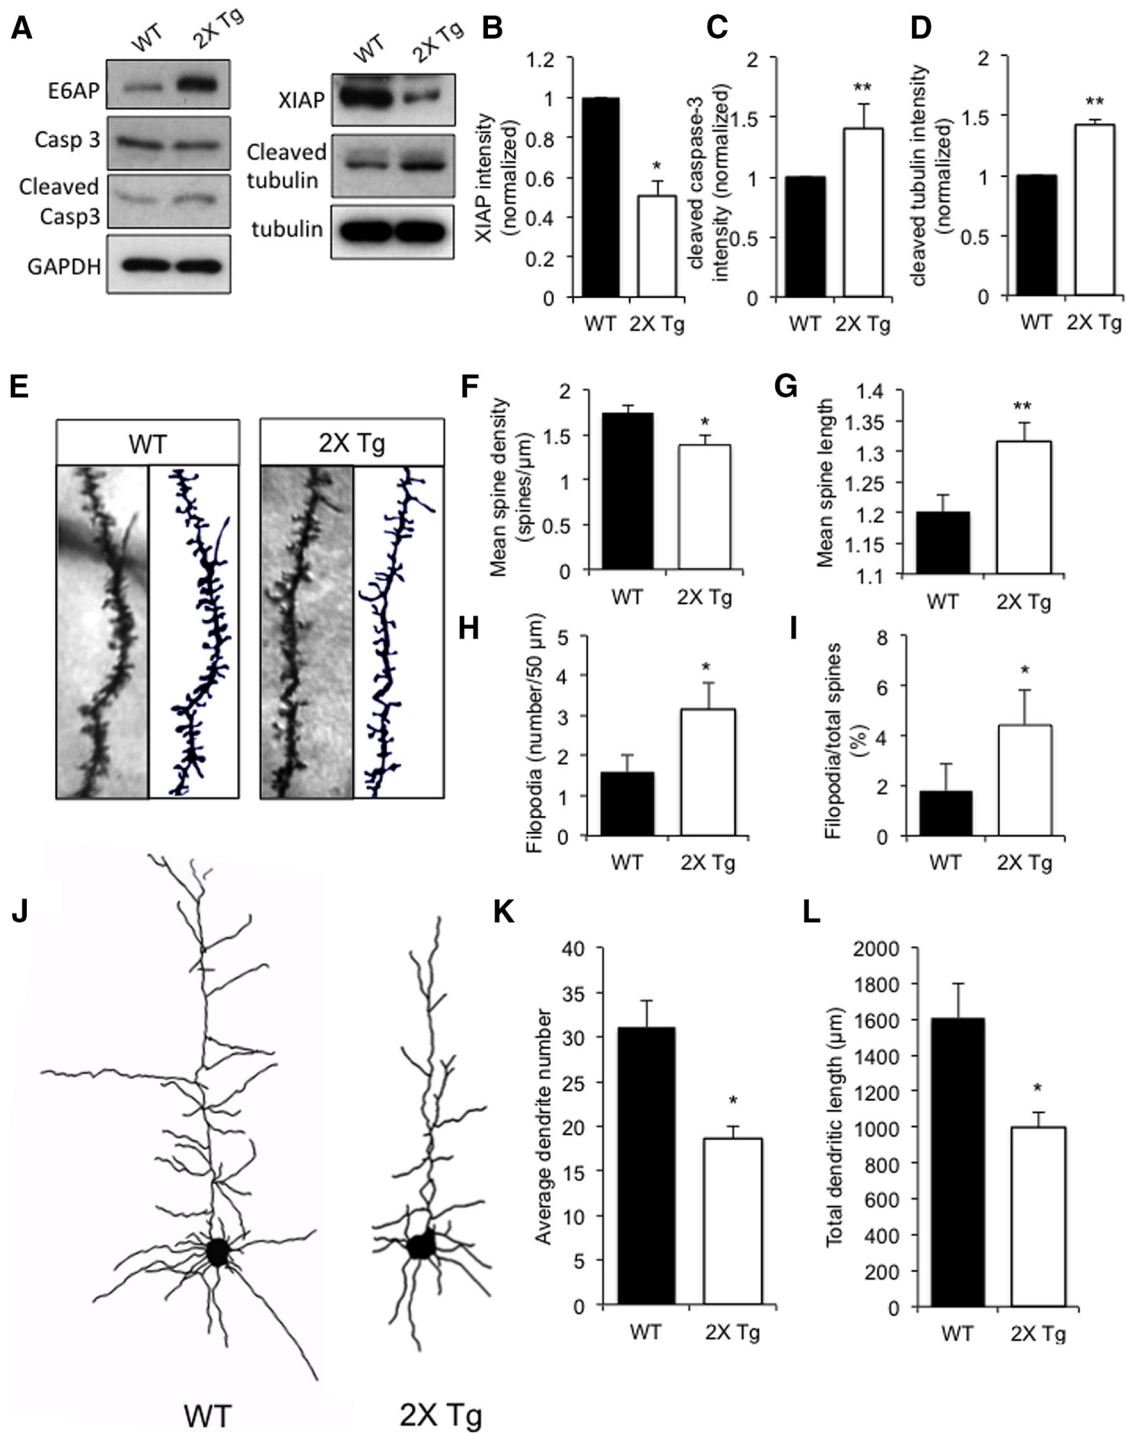 A
WT 2X Tg
E6AP
Casp 3
Cleaved
Casp3
GAPDH
WT 2X Tg
XIAP
Cleaved
tubulin
tubulin
B
XIAP intensity
(normalized)
1.2
1
0.8
0.6
0.4
0.2
0
*
WT 2X Tg
C
cleaved caspase-3
intensity (normalized)
2
1.5
1
0.5
0
**
WT 2X Tg
D
cleaved tubulin intensity
(normalized)
2
1.5
1
0.5
0
**
WT 2X Tg
E
WT 2X Tg
F
Mean spine density
(spines/µm)
2
1.5
1
0.5
0
*
WT 2X Tg
G
Mean spine length
1.4
1.35
1.3
1.25
1.2
1.15
1.1
**
WT 2X Tg
H
Filopodia (number/50 µm)
5
4
3
2
1
0
*
WT 2X Tg
I
Filopodia/total spines
(%)
8
6
4
2
0
*
WT 2X Tg
J
WT 2X Tg
K
Average dendrite number
40
35
30
25
20
15
10
5
0
*
WT 2X Tg
L
Total dendritic length (µm)
2000
1800
1600
1400
1200
1000
800
600
400
200
0
*
WT 2X Tg